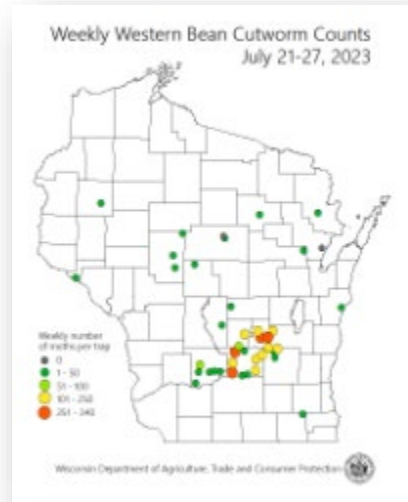 Weekly Western Bean Cutworm Counts
July 21-27, 2023
Weekly number
of moths per trap
0
1 - 50
51 - 100
101 - 250
251 - 340
Wisconsin Department of Agriculture, Trade and Consumer Protection